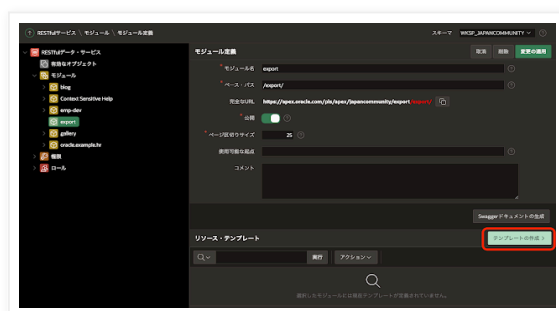 RESTfulサービス \ モジュール \ モジュール定義
スキーマ WKSP_JAPANCOMMUNITY
RESTfulデータ・サービス
有効なオブジェクト
モジュール
blog
Context Sensitive Help
emp-dev
export
gallery
oracle.example.hr
権限
ロール
モジュール定義
取消 削除 変更の適用
* モジュール名 export
* ベース・パス /export/
完全なURL https://apex.oracle.com/pls/apex/japancommunity/export/export/
* 公開
* ページ区切りサイズ 25
使用可能な起点
コメント
Swaggerドキュメントの生成
リソース・テンプレート
テンプレートの作成 >
実行 アクション
選択したモジュールには現在テンプレートが定義されていません。